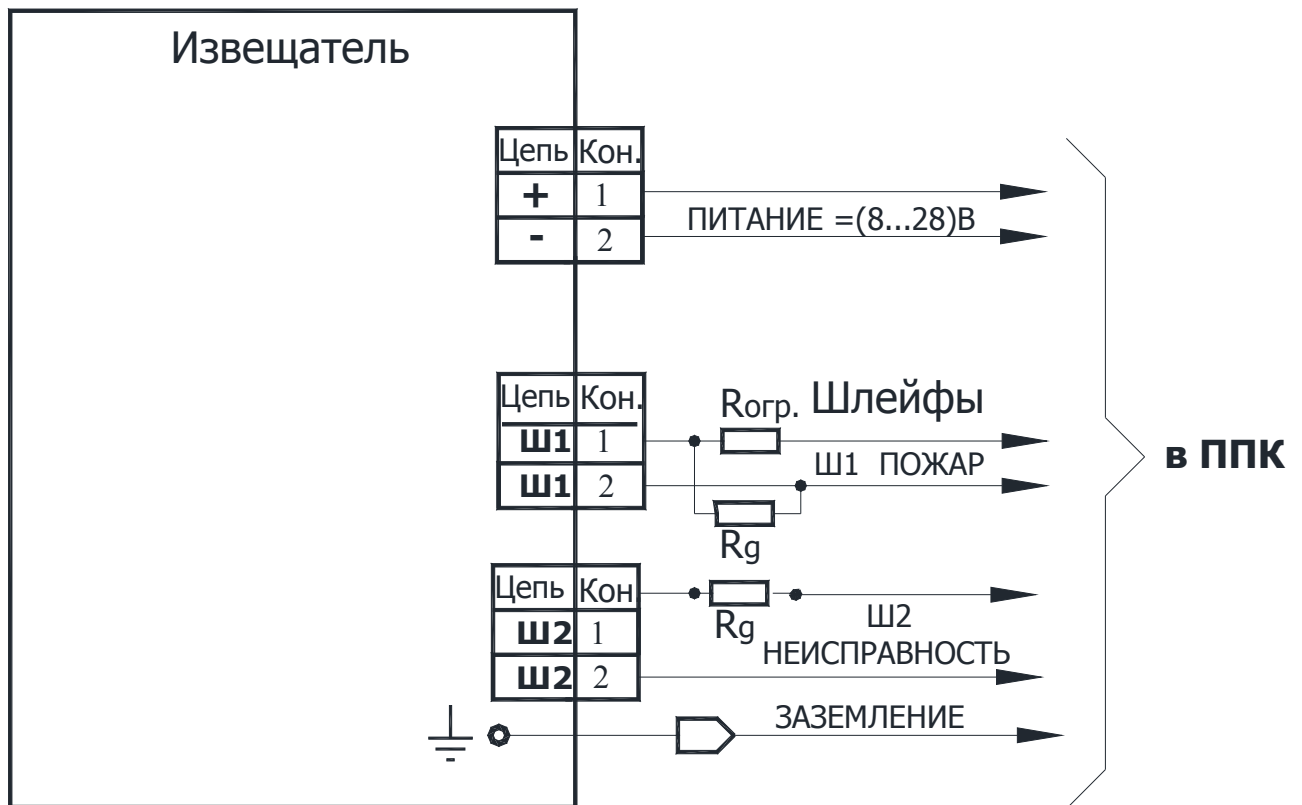 Извещатель
Цепь Кон.
+ 1
ПИТАНИЕ =(8...28)В
- 2
Цепь Кон.
Rогр. Шлейфы
Ш1 1
Ш1 ПОЖАР
в ППК
Ш1 2
Rg
Цепь Кон
Rg
Ш2
Ш2 1
НЕИСПРАВНОСТЬ
Ш2 2
ЗАЗЕМЛЕНИЕ